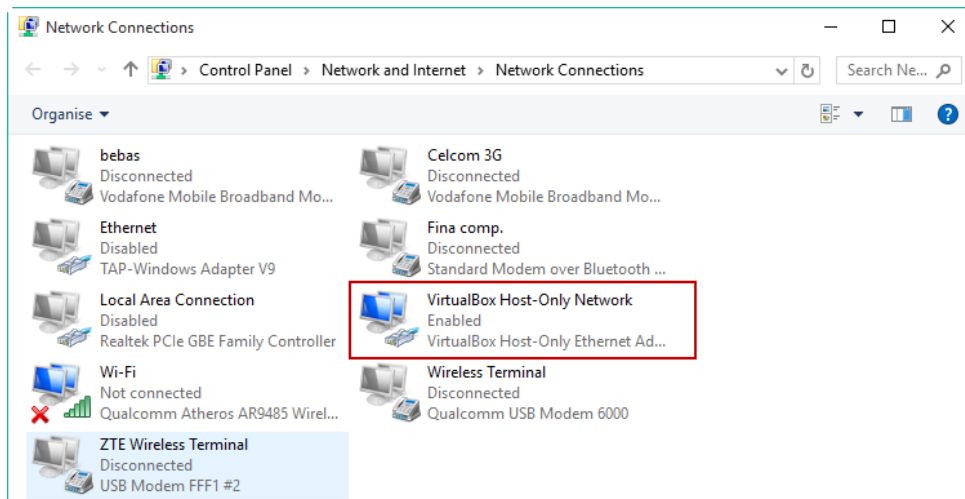 Network Connections
Control Panel > Network and Internet > Network Connections
Search Ne...
Organise
bebas
Disconnected
Vodafone Mobile Broadband Mo...
Celcom 3G
Disconnected
Vodafone Mobile Broadband Mo...
Ethernet
Disabled
TAP-Windows Adapter V9
Fina comp.
Disconnected
Standard Modem over Bluetooth ...
Local Area Connection
Disabled
Realtek PCIe GBE Family Controller
VirtualBox Host-Only Network
Enabled
VirtualBox Host-Only Ethernet Ad...
Wi-Fi
Not connected
Qualcomm Atheros AR9485 Wirel...
Wireless Terminal
Disconnected
Qualcomm USB Modem 6000
ZTE Wireless Terminal
Disconnected
USB Modem FFF1 #2